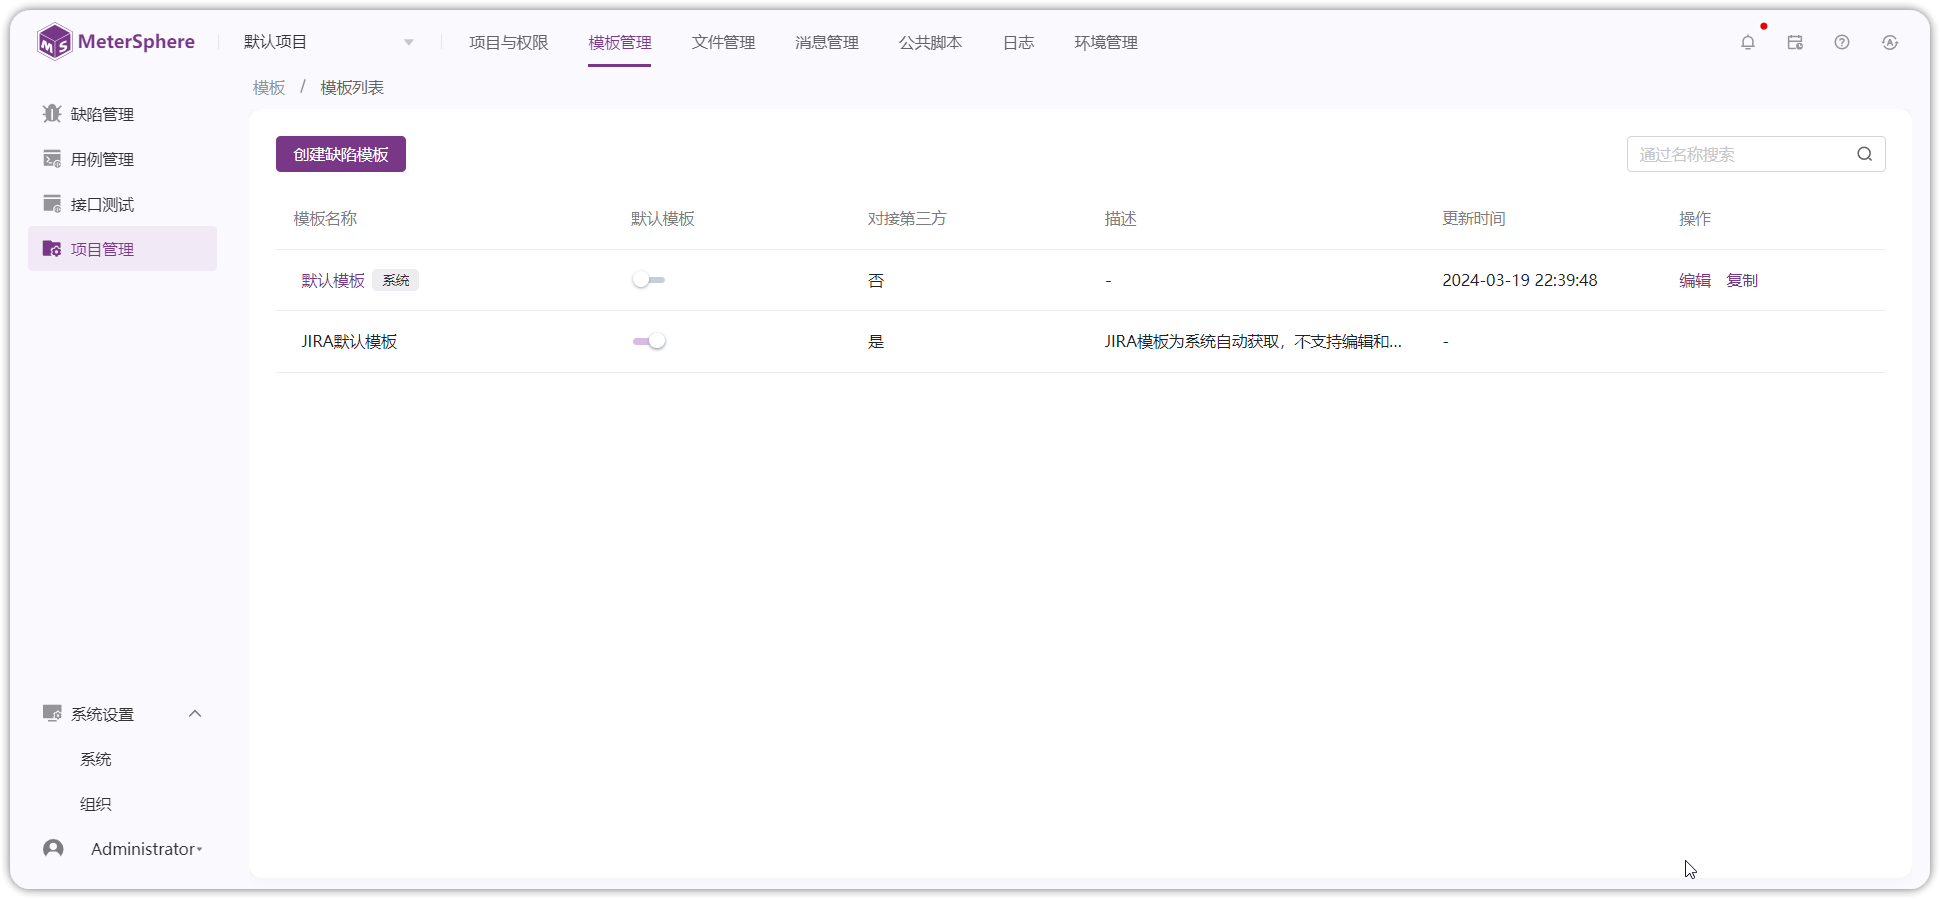 MeterSphere
默认项目
项目与权限
模板管理
文件管理
消息管理
公共脚本
日志
环境管理
模板 / 模板列表
缺陷管理
用例管理
接口测试
项目管理
创建缺陷模板
通过名称搜索
模板名称 默认模板 对接第三方 描述 更新时间 操作
默认模板 系统 否 - 2024-03-19 22:39:48 编辑 复制
JIRA默认模板 是 JIRA模板为系统自动获取，不支持编辑和... -
系统设置
系统
组织
Administrator